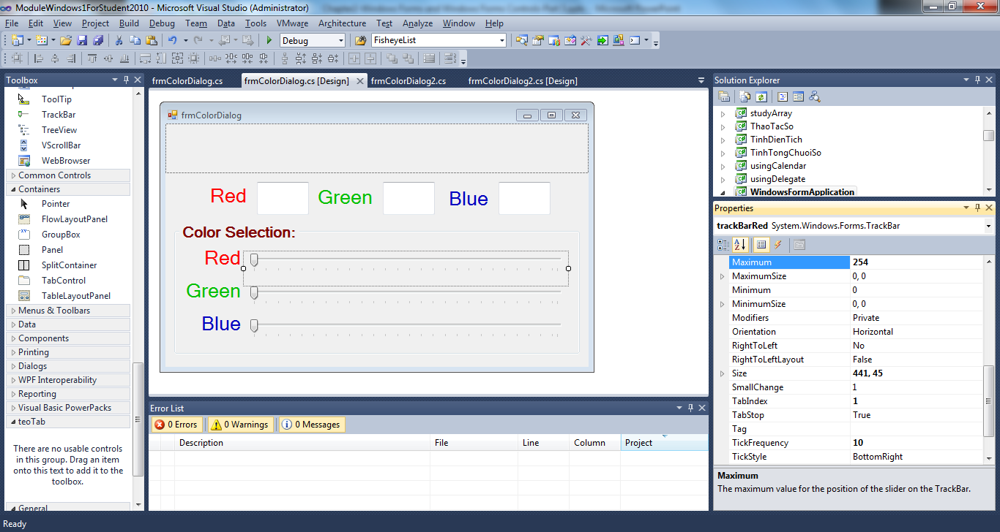 ModuleWindows1ForStudent2010 - Microsoft Visual Studio (Administrator)
File Edit View Project Build Debug Team Data Tools VMware Architecture Test Analyze Window Help
Debug FisheyeList
Toolbox
ToolTip
TrackBar
TreeView
VScrollBar
WebBrowser
Common Controls
Containers
Pointer
FlowLayoutPanel
GroupBox
Panel
SplitContainer
TabControl
TableLayoutPanel
Menus & Toolbars
Data
Components
Printing
Dialogs
WPF Interoperability
Reporting
Visual Basic PowerPacks
teoTab
There are no usable controls
in this group. Drag an item
onto this text to add it to the
toolbox.
General
frmColorDialog.cs frmColorDialog.cs [Design] frmColorDialog2.cs frmColorDialog2.cs [Design]
frmColorDialog
Red Green Blue
Color Selection:
Red
Green
Blue
Error List
0 Errors 0 Warnings 0 Messages
Description File Line Column Project
Solution Explorer
studyArray
ThaoTacSo
TinhDienTich
TinhTongChuoiSo
usingCalendar
usingDelegate
WindowsFormApplication
Properties
trackBarRed System.Windows.Forms.TrackBar
Maximum 254
MaximumSize 0, 0
Minimum 0
MinimumSize 0, 0
Modifiers Private
Orientation Horizontal
RightToLeft No
RightToLeftLayout False
Size 441, 45
SmallChange 1
TabIndex 1
TabStop True
Tag
TickFrequency 10
TickStyle BottomRight
Maximum
The maximum value for the position of the slider on the TrackBar.
Ready